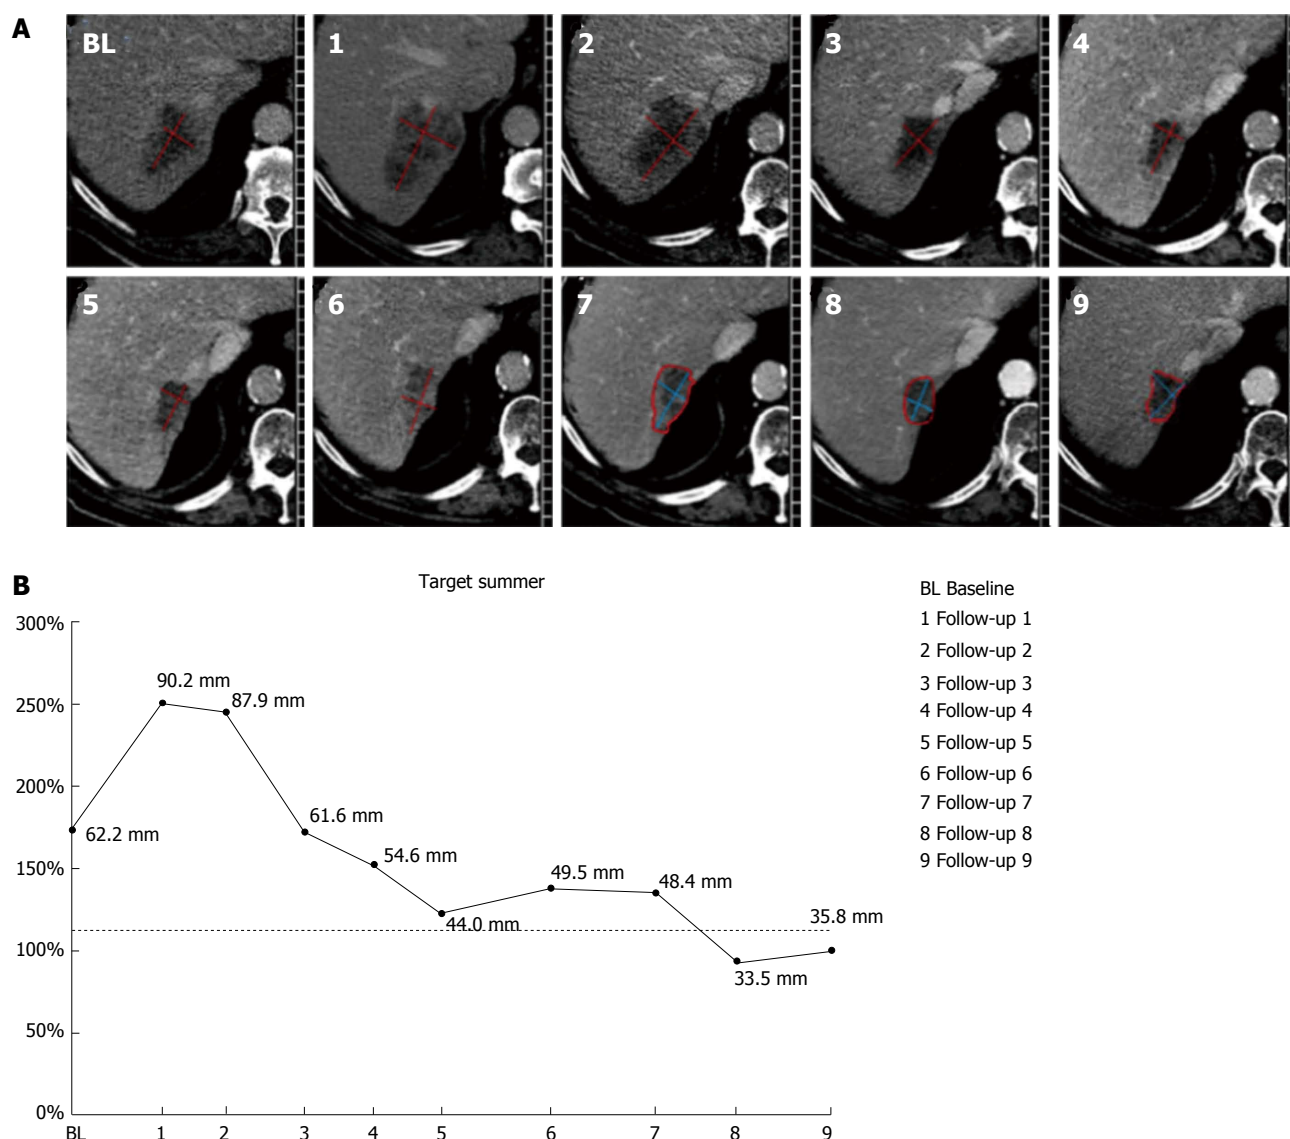 A
BL
1
2
3
4
5
6
7
8
9
B
Target summer
BL Baseline
1 Follow-up 1
2 Follow-up 2
3 Follow-up 3
4 Follow-up 4
5 Follow-up 5
6 Follow-up 6
7 Follow-up 7
8 Follow-up 8
9 Follow-up 9
300%
250%
200%
150%
100%
50%
0%
90.2 mm
87.9 mm
62.2 mm
61.6 mm
54.6 mm
44.0 mm
49.5 mm
48.4 mm
33.5 mm
35.8 mm
BL 1 2 3 4 5 6 7 8 9